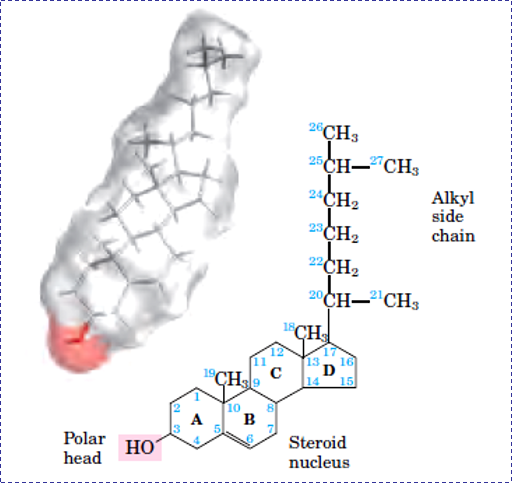 26CH3
25CH—27CH3
24CH2
Alkyl
side
chain
23CH2
22CH2
20CH—21CH3
18CH3
17
12
11
13
16
C
D
19CH3
9
14
15
1
2
10
8
A
B
3
5
7
4
6
Polar
head
HO
Steroid
nucleus